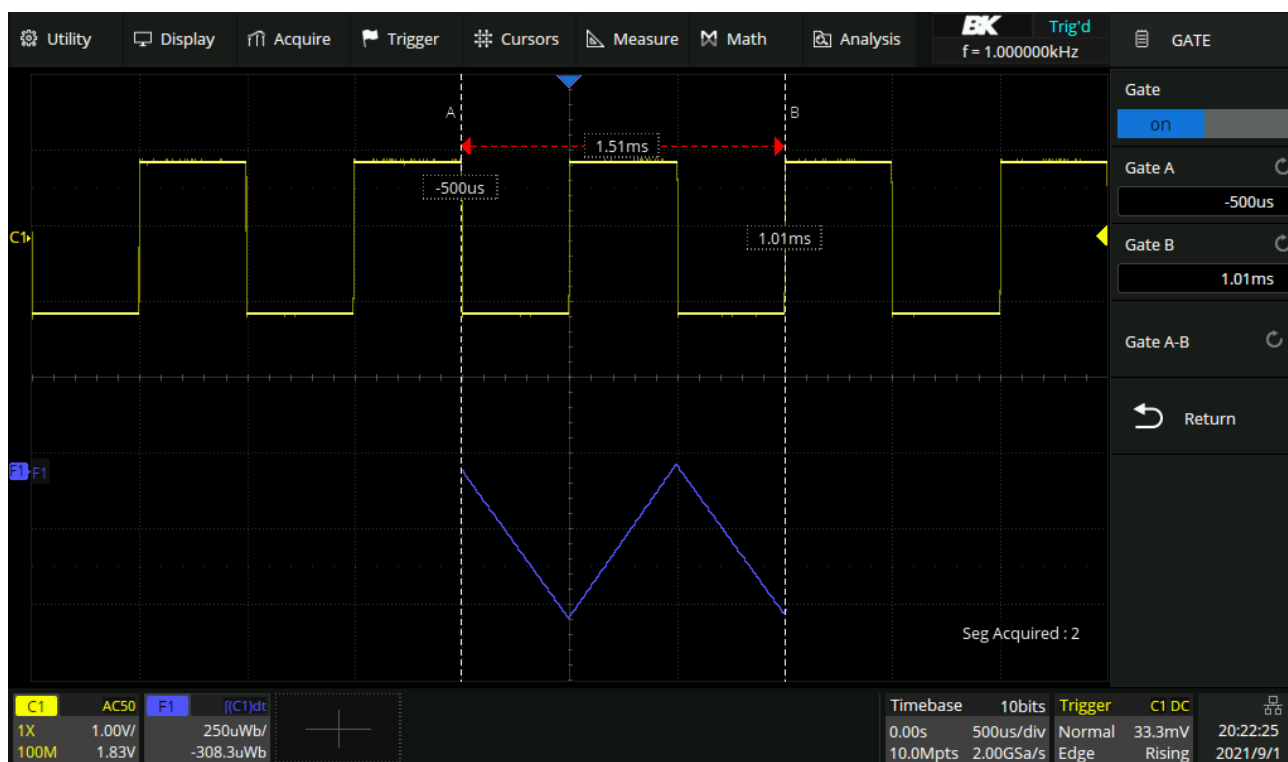 Utility Display Acquire Trigger Cursors Measure Math Analysis
BK Trig'd
f = 1.000000kHz
GATE
Gate
on
Gate A
-500us
Gate B
1.01ms
Gate A-B
Return
A B
1.51ms
-500us
1.01ms
C1
F1 F1
Seg Acquired : 2
C1 AC50
1X 1.00V/
100M 1.83V
F1 ∫(C1)dt
250uWb/
-308.3uWb
Timebase 10bits
0.00s 500us/div
10.0Mpts 2.00GSa/s
Trigger C1 DC
Normal 33.3mV
Edge Rising
20:22:25
2021/9/1